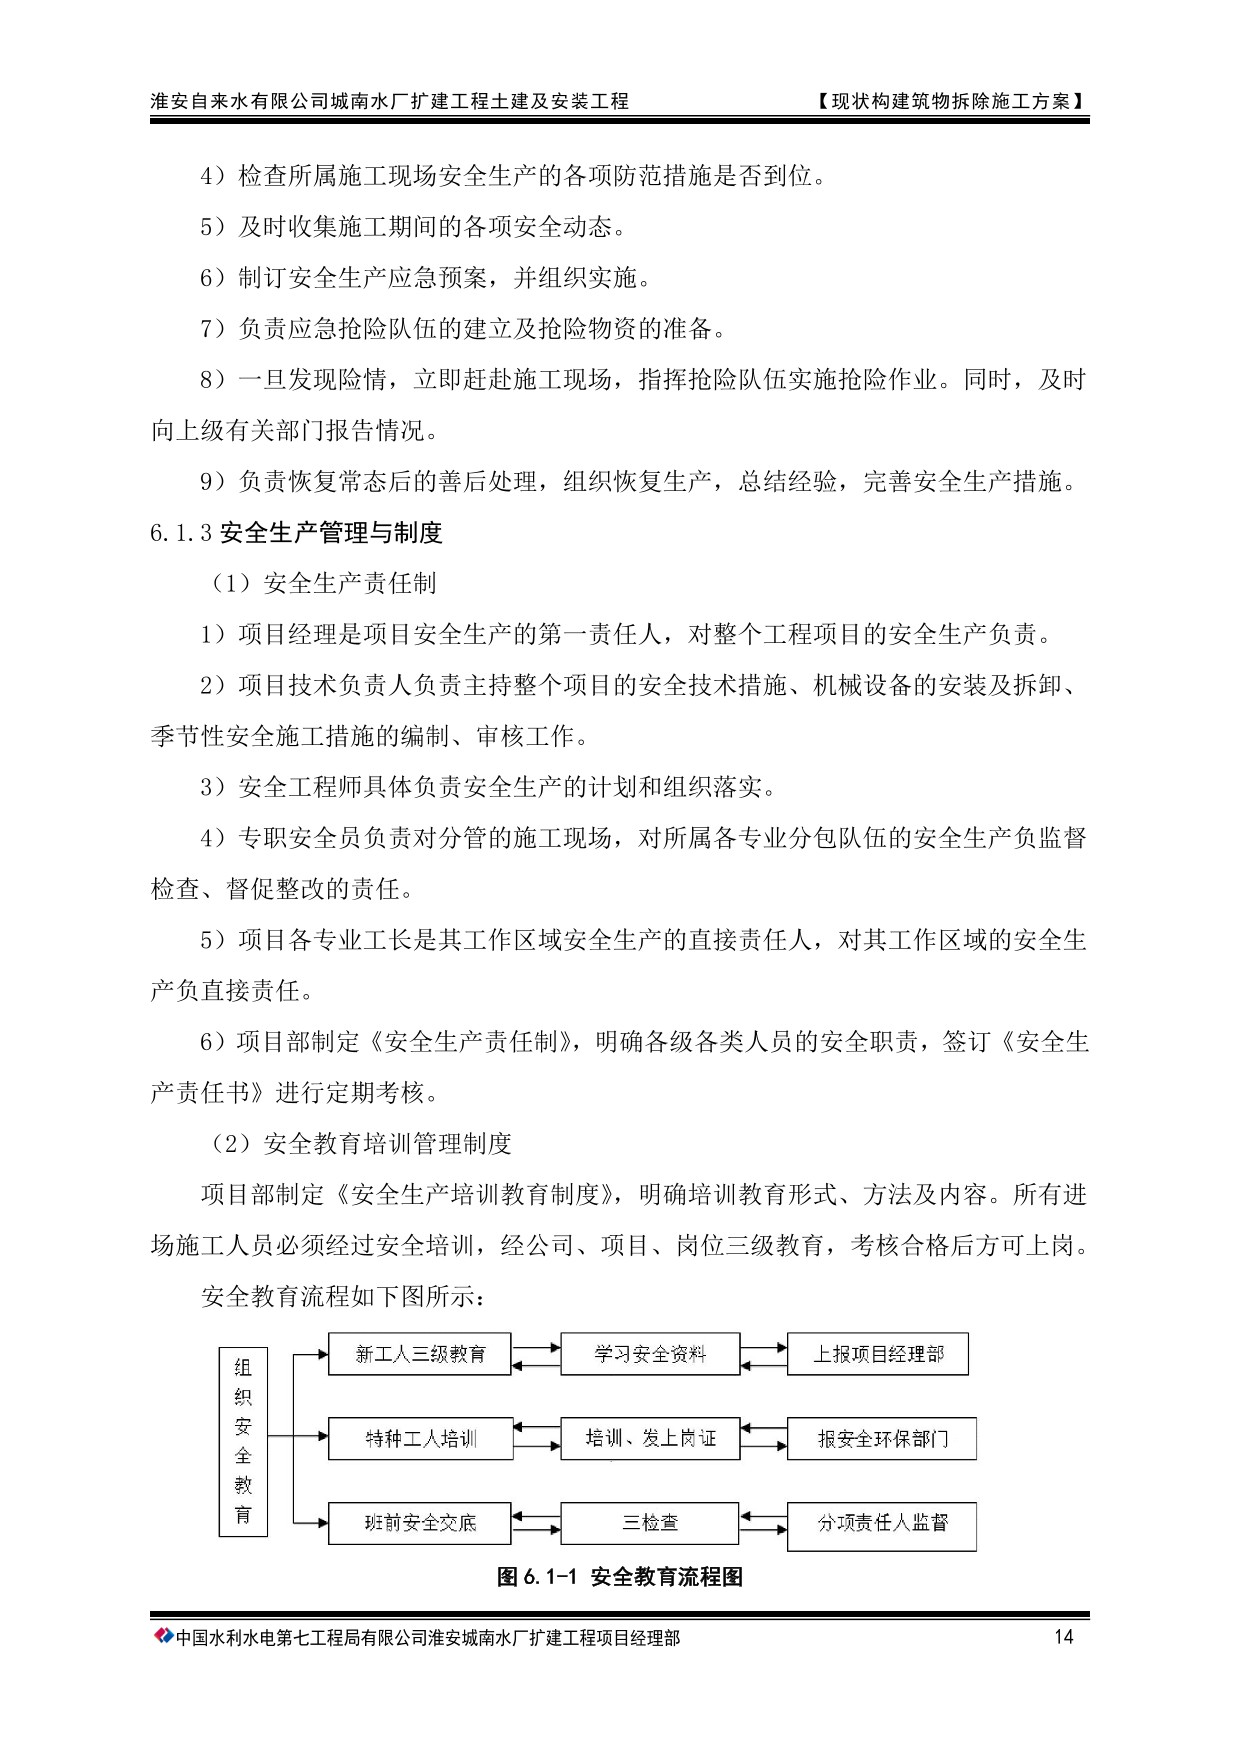 淮安自来水有限公司城南水厂扩建工程土建及安装工程 【现状构建筑物拆除施工方案】
4）检查所属施工现场安全生产的各项防范措施是否到位。
5）及时收集施工期间的各项安全动态。
6）制订安全生产应急预案，并组织实施。
7）负责应急抢险队伍的建立及抢险物资的准备。
8）一旦发现险情，立即赶赴施工现场，指挥抢险队伍实施抢险作业。同时，及时
向上级有关部门报告情况。
9）负责恢复常态后的善后处理，组织恢复生产，总结经验，完善安全生产措施。
6.1.3 安全生产管理与制度
（1）安全生产责任制
1）项目经理是项目安全生产的第一责任人，对整个工程项目的安全生产负责。
2）项目技术负责人负责主持整个项目的安全技术措施、机械设备的安装及拆卸、
季节性安全施工措施的编制、审核工作。
3）安全工程师具体负责安全生产的计划和组织落实。
4）专职安全员负责对分管的施工现场，对所属各专业分包队伍的安全生产负监督
检查、督促整改的责任。
5）项目各专业工长是其工作区域安全生产的直接责任人，对其工作区域的安全生
产负直接责任。
6）项目部制定《安全生产责任制》，明确各级各类人员的安全职责，签订《安全生
产责任书》进行定期考核。
（2）安全教育培训管理制度
项目部制定《安全生产培训教育制度》，明确培训教育形式、方法及内容。所有进
场施工人员必须经过安全培训，经公司、项目、岗位三级教育，考核合格后方可上岗。
安全教育流程如下图所示：
组
织
安
全
教
育
新工人三级教育 学习安全资料 上报项目经理部
特种工人培训 培训、发上岗证 报安全环保部门
班前安全交底 三检查 分项责任人监督
图 6.1-1 安全教育流程图
中国水利水电第七工程局有限公司淮安城南水厂扩建工程项目经理部 14